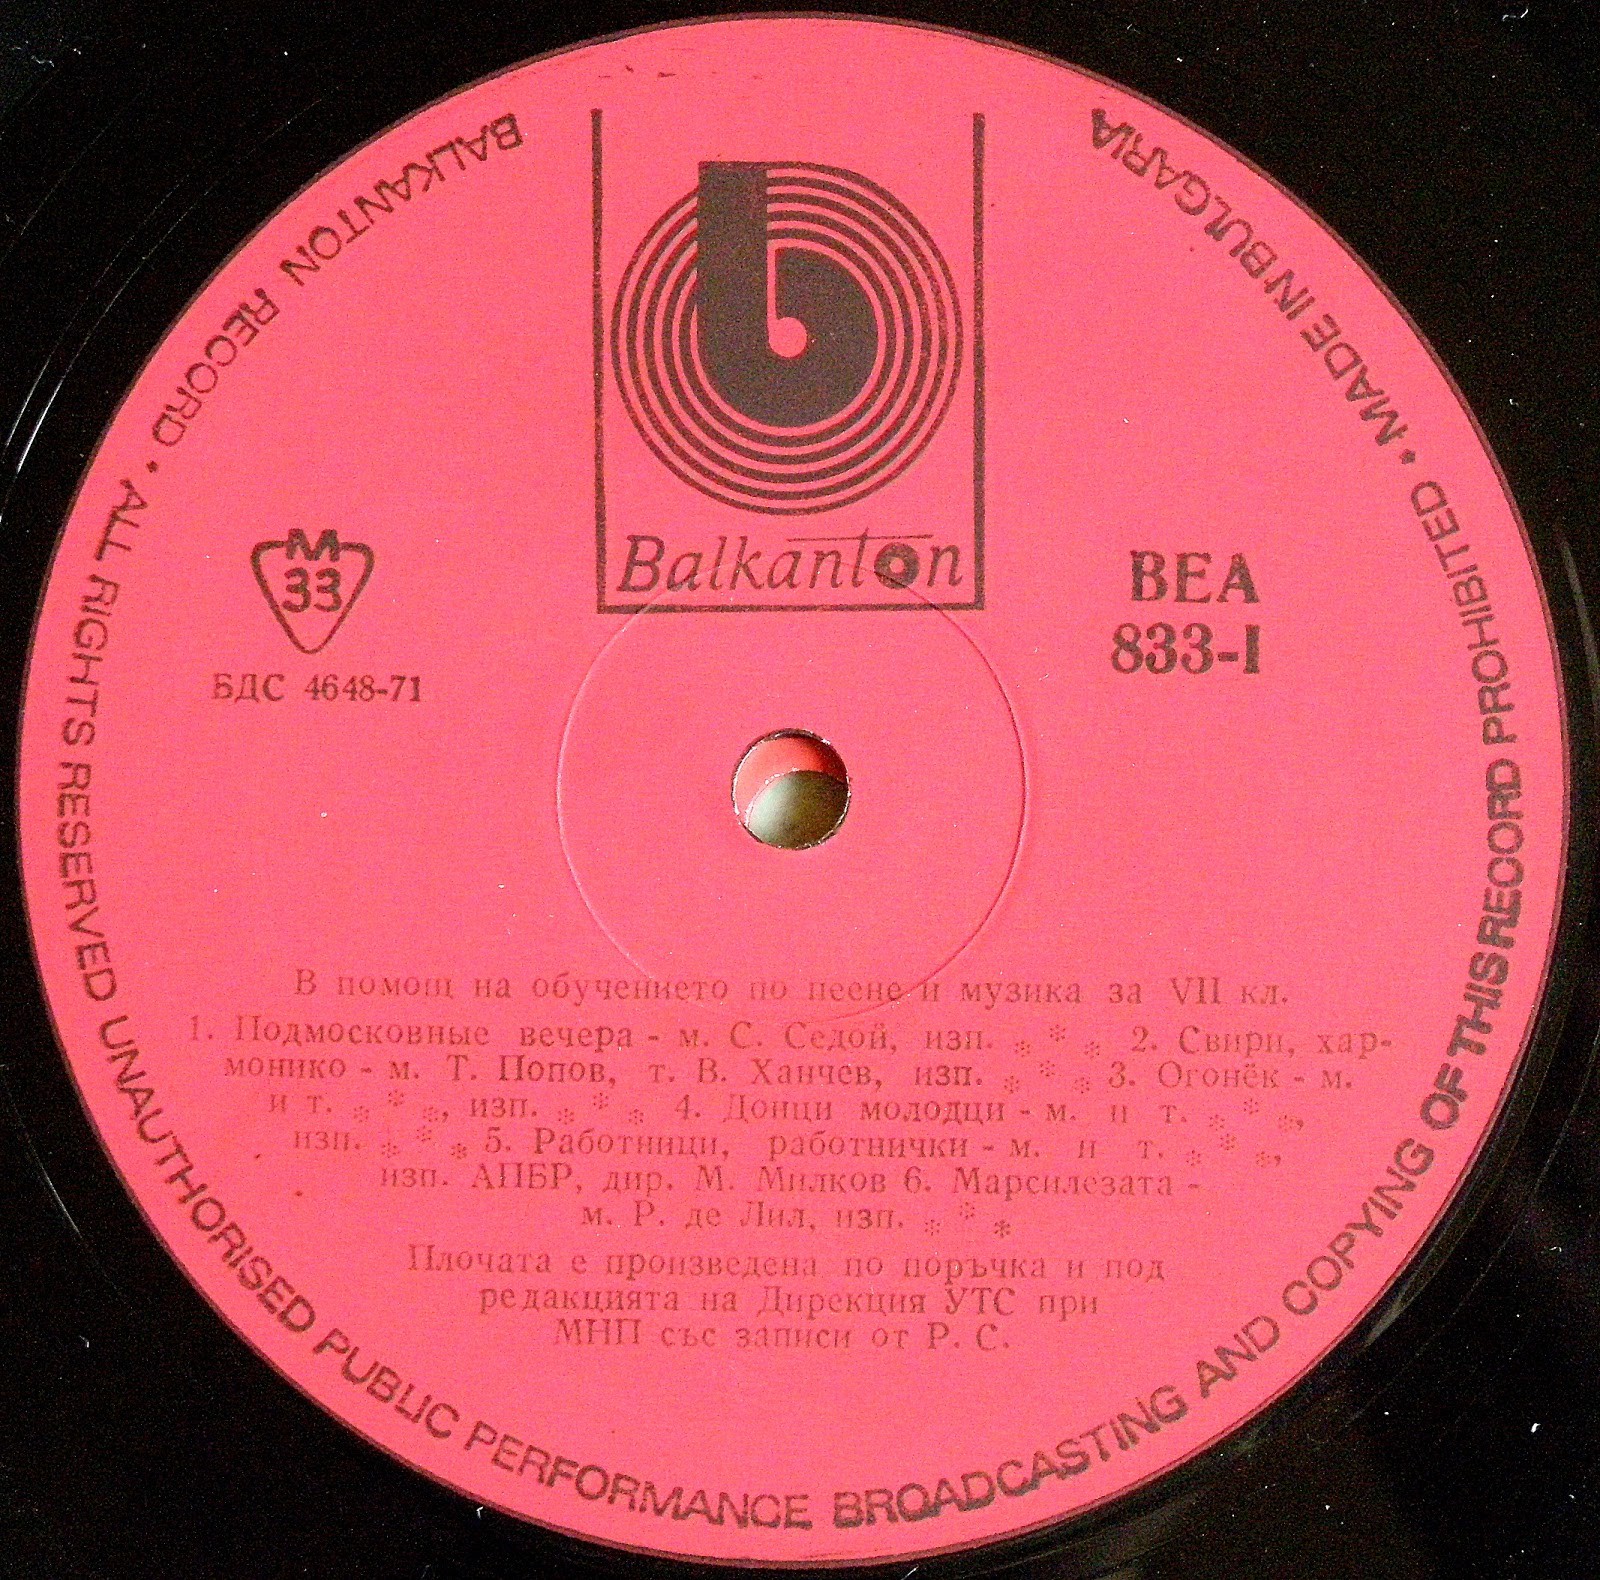 BALKANTON RECORD • ALL RIGHTS RESERVED UNAUTHORISED PUBLIC PERFORMANCE BROADCASTING AND COPYING OF THIS RECORD PROHIBITED • MADE IN BULGARIA
Balkanton
M
33
БДС 4648-71
ВЕА
833-I
В помощ на обучението по пеене и музика за VII кл.
1. Подмосковные вечера - м. С. Седой, изп. * * * 2. Свири, хар-
монико - м. Т. Попов, т. В. Ханчев, изп. * * * 3. Огонёк - м.
и т. * * *, изп. * * * 4. Донци молодци - м. и т. * * *,
изп. * * * 5. Работници, работнички - м. и т. * * *,
изп. АПБР, дир. М. Милков 6. Марсилезата -
м. Р. де Лил, изп. * * *
Плочата е произведена по поръчка и под
редакцията на Дирекция УТС при
МНП със записи от Р. С.